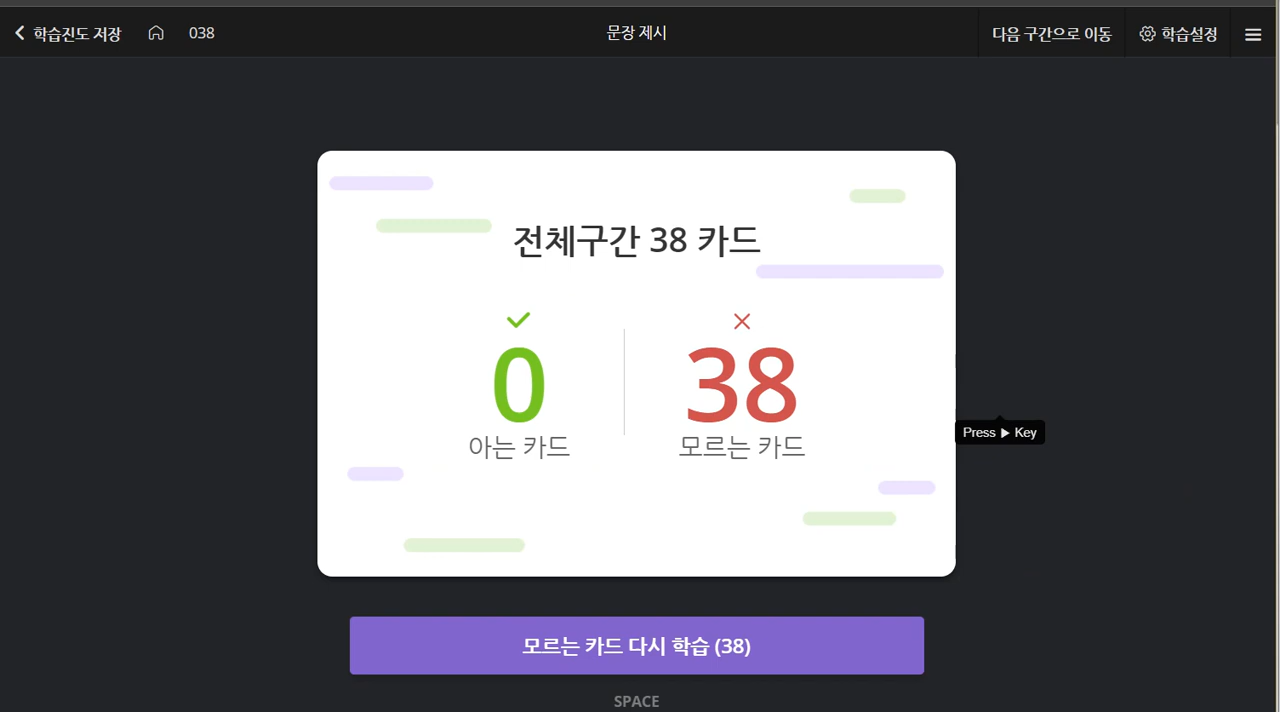 학습진도 저장 038 문장 제시 다음 구간으로 이동 학습설정
전체구간 38 카드
0 38
아는 카드 모르는 카드
Press ▶ Key
모르는 카드 다시 학습 (38)
SPACE